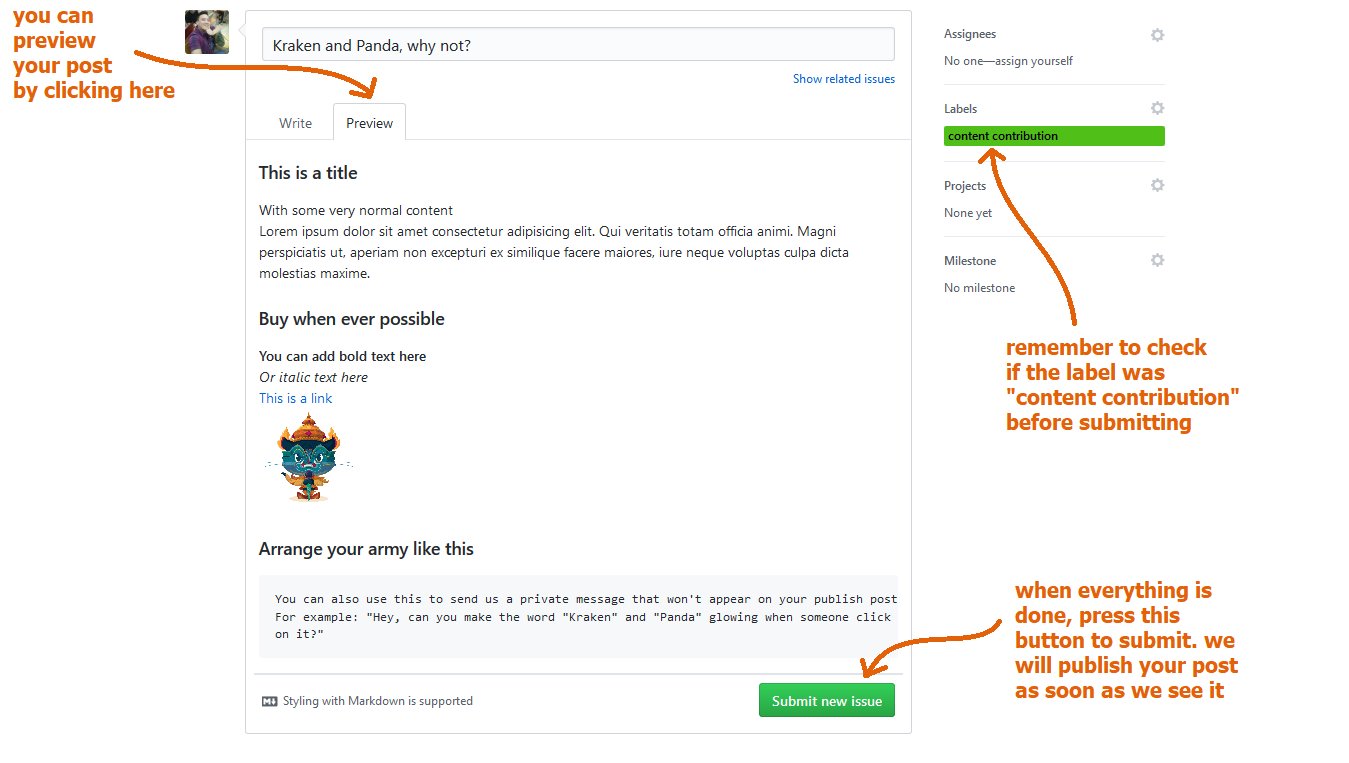 you can
preview
your post
by clicking here
Kraken and Panda, why not?
Show related issues
Write
Preview
This is a title
With some very normal content
Lorem ipsum dolor sit amet consectetur adipisicing elit. Qui veritatis totam officia animi. Magni
perspiciatis ut, aperiam non excepturi ex similique facere maiores, iure neque voluptas culpa dicta
molestias maxime.
Buy when ever possible
You can add bold text here
Or italic text here
This is a link
Arrange your army like this
You can also use this to send us a private message that won't appear on your publish post
For example: "Hey, can you make the word "Kraken" and "Panda" glowing when someone click
on it?"
Styling with Markdown is supported
Submit new issue
Assignees
No one—assign yourself
Labels
content contribution
Projects
None yet
Milestone
No milestone
remember to check
if the label was
"content contribution"
before submitting
when everything is
done, press this
button to submit. we
will publish your post
as soon as we see it